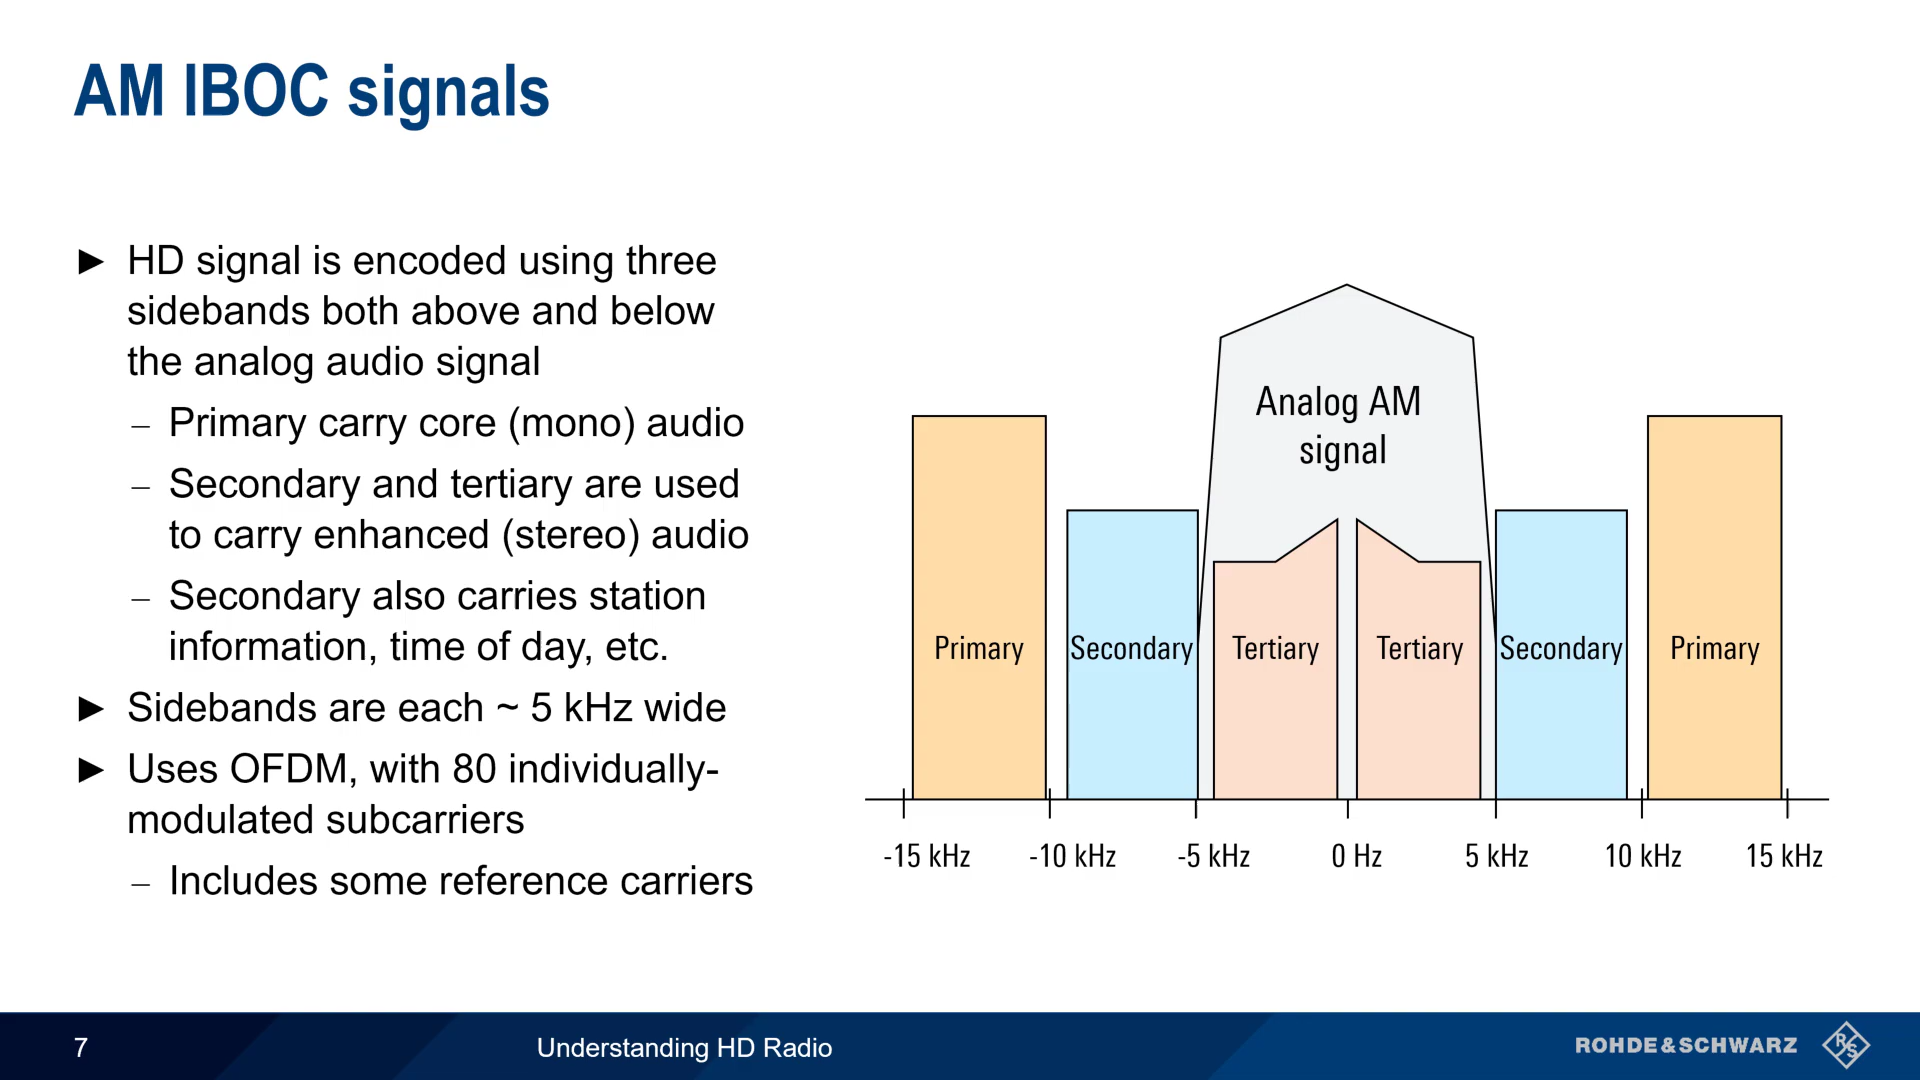 AM IBOC signals
► HD signal is encoded using three
sidebands both above and below
the analog audio signal
– Primary carry core (mono) audio
– Secondary and tertiary are used
to carry enhanced (stereo) audio
– Secondary also carries station
information, time of day, etc.
► Sidebands are each ~ 5 kHz wide
► Uses OFDM, with 80 individually-
modulated subcarriers
– Includes some reference carriers
Analog AM
signal
Primary Secondary Tertiary Tertiary Secondary Primary
-15 kHz -10 kHz -5 kHz 0 Hz 5 kHz 10 kHz 15 kHz
7 Understanding HD Radio ROHDE&SCHWARZ R&S